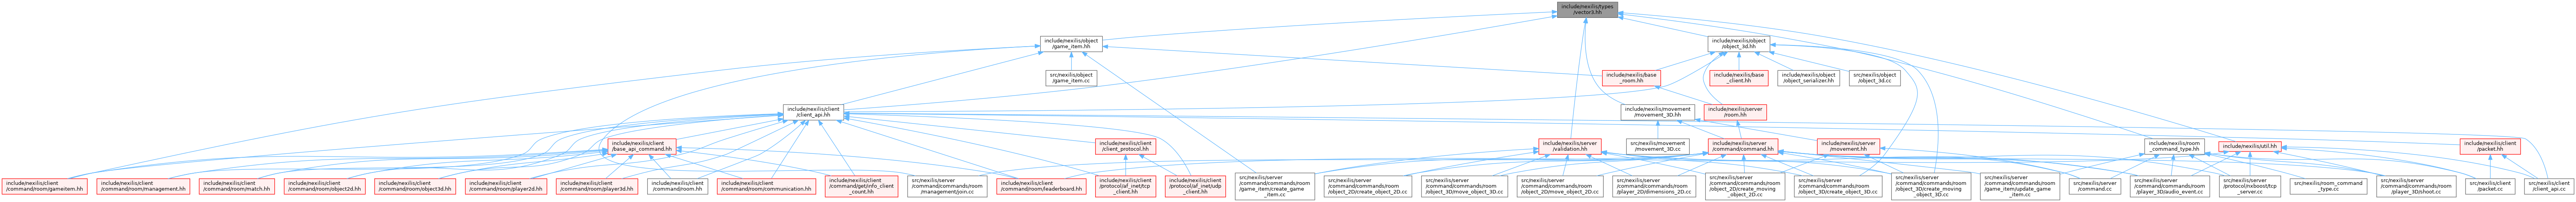 include/nexilis/types
/vector3.hh
include/nexilis/object
/game_item.hh
include/nexilis/object
/object_3d.hh
src/nexilis/object
/game_item.cc
include/nexilis/base
_room.hh
include/nexilis/base
_client.hh
include/nexilis/object
/object_serializer.hh
src/nexilis/object
/object_3d.cc
include/nexilis/client
/client_api.hh
include/nexilis/movement
/movement_3D.hh
include/nexilis/server
/room.hh
include/nexilis/client
/base_api_command.hh
include/nexilis/client
/client_protocol.hh
include/nexilis/server
/validation.hh
src/nexilis/movement
/movement_3D.cc
include/nexilis/server
/command/command.hh
include/nexilis/server
/movement.hh
include/nexilis/room
_command_type.hh
include/nexilis/util.hh
include/nexilis/client
/packet.hh
include/nexilis/client
/command/room/gameitem.hh
include/nexilis/client
/command/room/management.hh
include/nexilis/client
/command/room/match.hh
include/nexilis/client
/command/room/object2d.hh
include/nexilis/client
/command/room/object3d.hh
include/nexilis/client
/command/room/player2d.hh
include/nexilis/client
/command/room/player3d.hh
include/nexilis/client
/command/room.hh
include/nexilis/client
/command/room/communication.hh
include/nexilis/client
/command/get/info_client
_count.hh
src/nexilis/server
/command/commands/room
/management/join.cc
include/nexilis/client
/command/room/leaderboard.hh
include/nexilis/client
/protocol/af_inet/tcp
_client.hh
include/nexilis/client
/protocol/af_inet/udp
_client.hh
src/nexilis/server
/command/commands/room
/game_item/create_game
_item.cc
src/nexilis/server
/command/commands/room
/object_2D/create_object_2D.cc
src/nexilis/server
/command/commands/room
/object_3D/move_object_3D.cc
src/nexilis/server
/command/commands/room
/object_2D/move_object_2D.cc
src/nexilis/server
/command/commands/room
/player_2D/dimensions_2D.cc
src/nexilis/server
/command/commands/room
/object_2D/create_moving
_object_2D.cc
src/nexilis/server
/command/commands/room
/object_3D/create_object_3D.cc
src/nexilis/server
/command/commands/room
/object_3D/create_moving
_object_3D.cc
src/nexilis/server
/command/commands/room
/game_item/update_game
_item.cc
src/nexilis/server
/command.cc
src/nexilis/server
/command/commands/room
/player_3D/audio_event.cc
src/nexilis/server
/protocol/nxboost/tcp
_server.cc
src/nexilis/room_command
_type.cc
src/nexilis/server
/command/commands/room
/player_3D/shoot.cc
src/nexilis/client
/packet.cc
src/nexilis/client
/client_api.cc